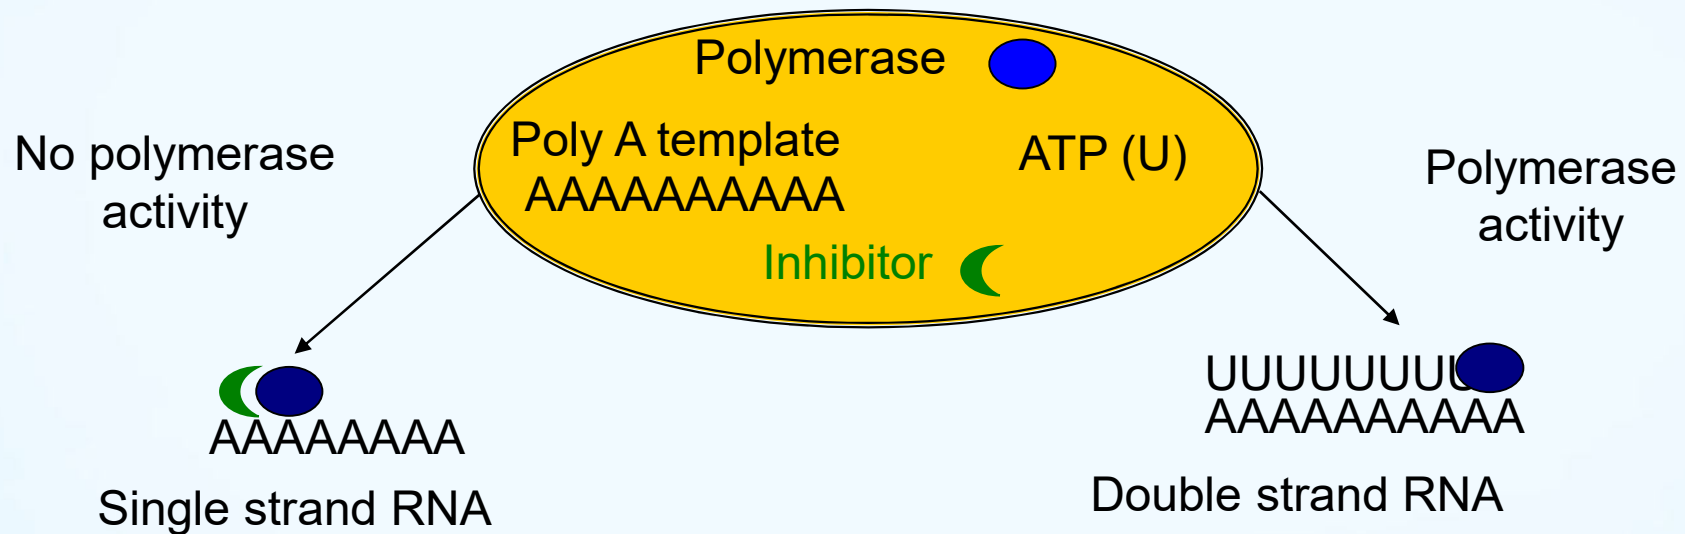 Polymerase
Poly A template
AAAAAAAAAA
ATP (U)
Inhibitor
No polymerase
activity
Polymerase
activity
AAAAAAAA
Single strand RNA
UUUUUUUU
AAAAAAAAAA
Double strand RNA